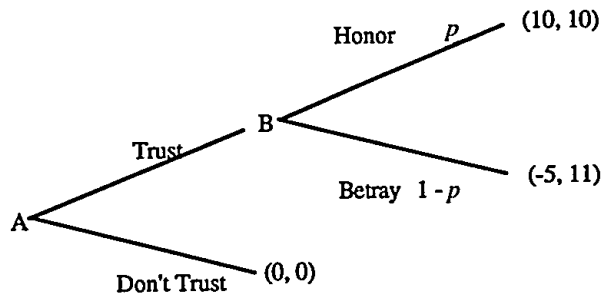 Honor p (10, 10)
B
Trust
Betray 1 - p (-5, 11)
A
Don't Trust (0, 0)